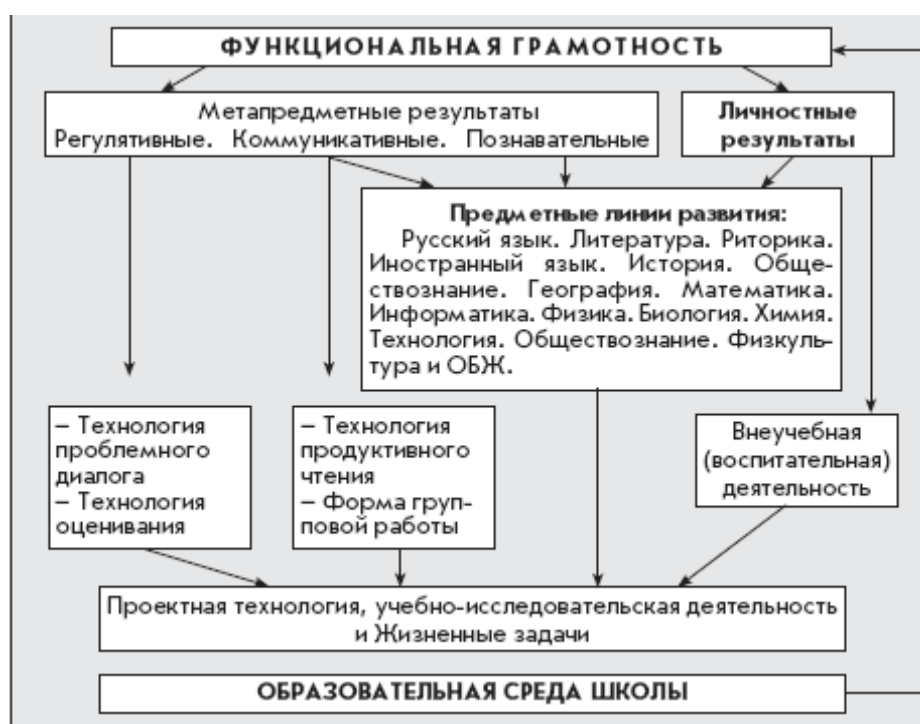 ФУНКЦИОНАЛЬНАЯ ГРАМОТНОСТЬ
Метапредметные результаты
Регулятивные. Коммуникативные. Познавательные
Личностные
результаты
Предметные линии развития:
Русский язык. Литература. Риторика.
Иностранный язык. История. Обще-
ствознание. География. Математика.
Информатика. Физика. Биология. Химия.
Технология. Обществознание. Физкуль-
тура и ОБЖ.
– Технология
проблемного
диалога
– Технология
оценивания
– Технология
продуктивного
чтения
– Форма груп-
повой работы
Внеучебная
(воспитательная)
деятельность
Проектная технология, учебно-исследовательская деятельность
и Жизненные задачи
ОБРАЗОВАТЕЛЬНАЯ СРЕДА ШКОЛЫ